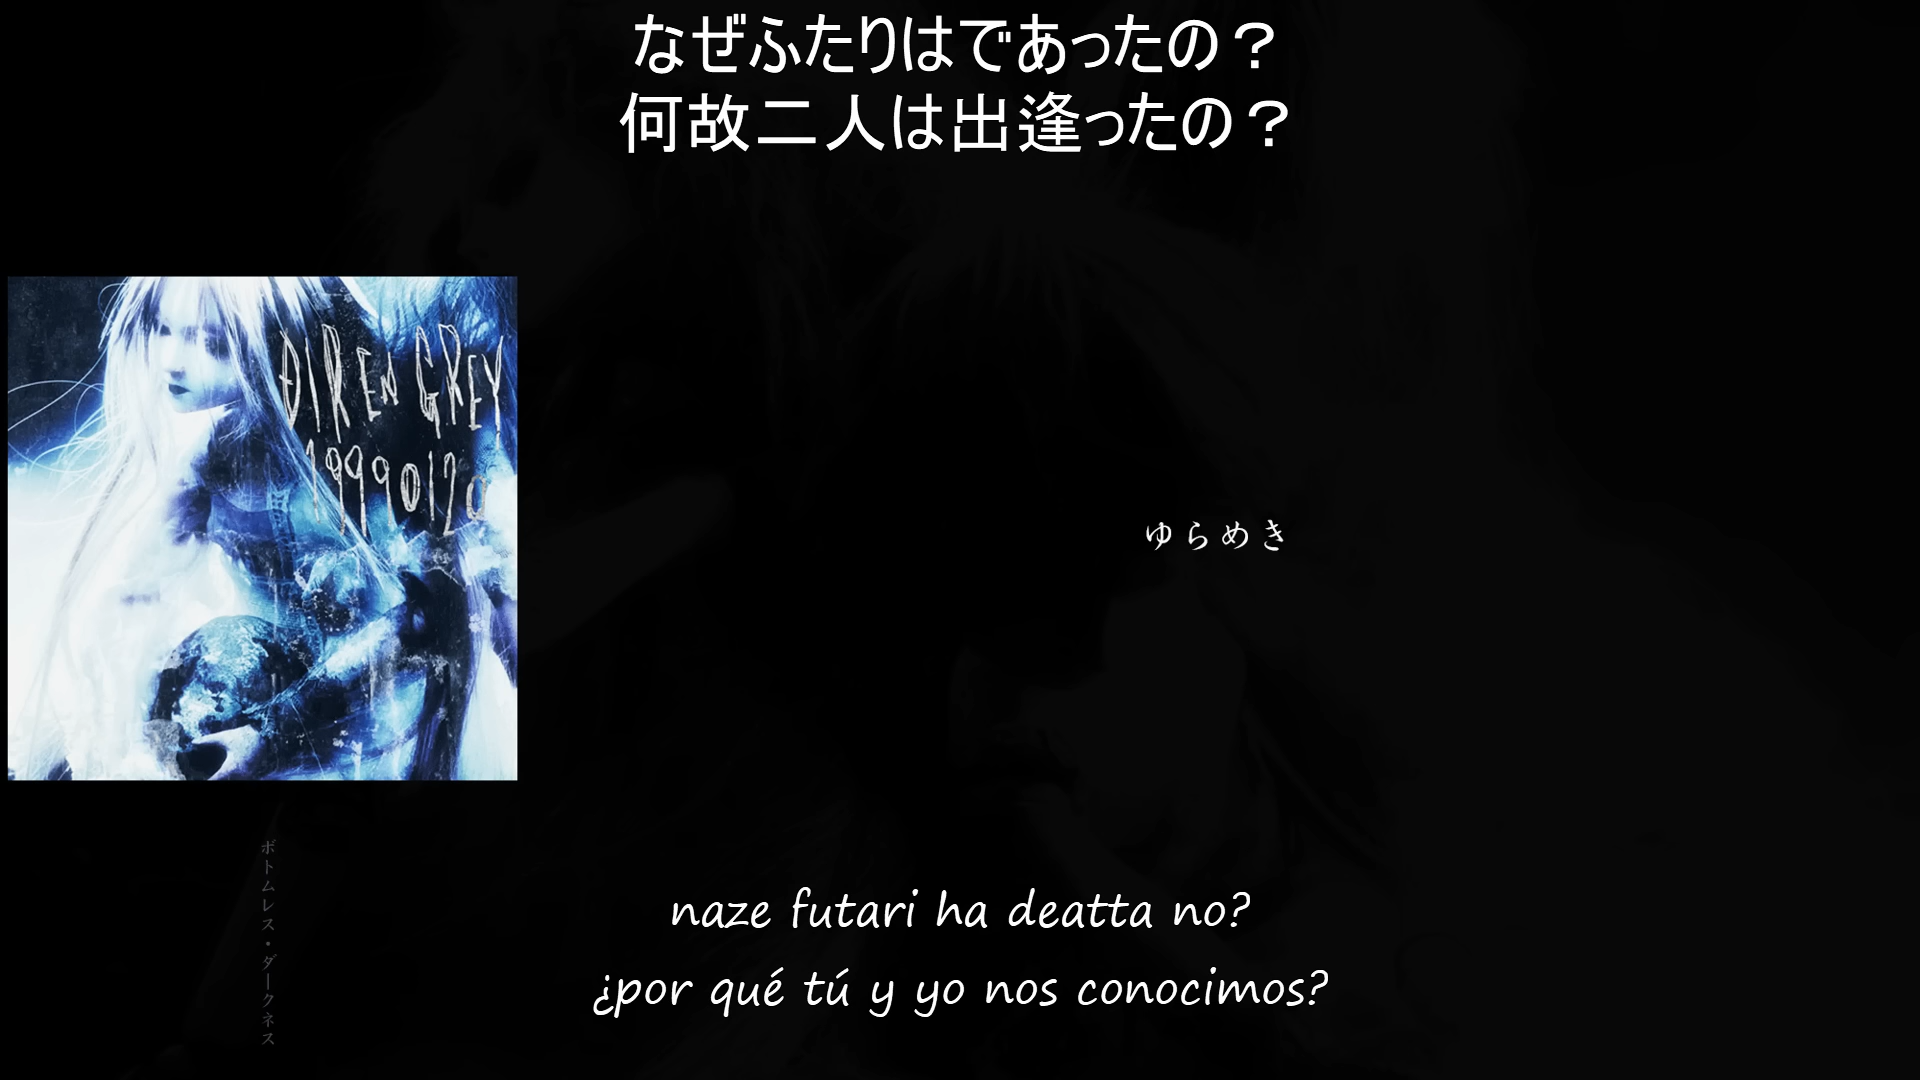 なぜふたりはであったの？
何故二人は出逢ったの？
DIR EN GREY
19990120
ゆらめき
ボトムレス・ダークネス
naze futari ha deatta no?
¿por qué tú y yo nos conocimos?